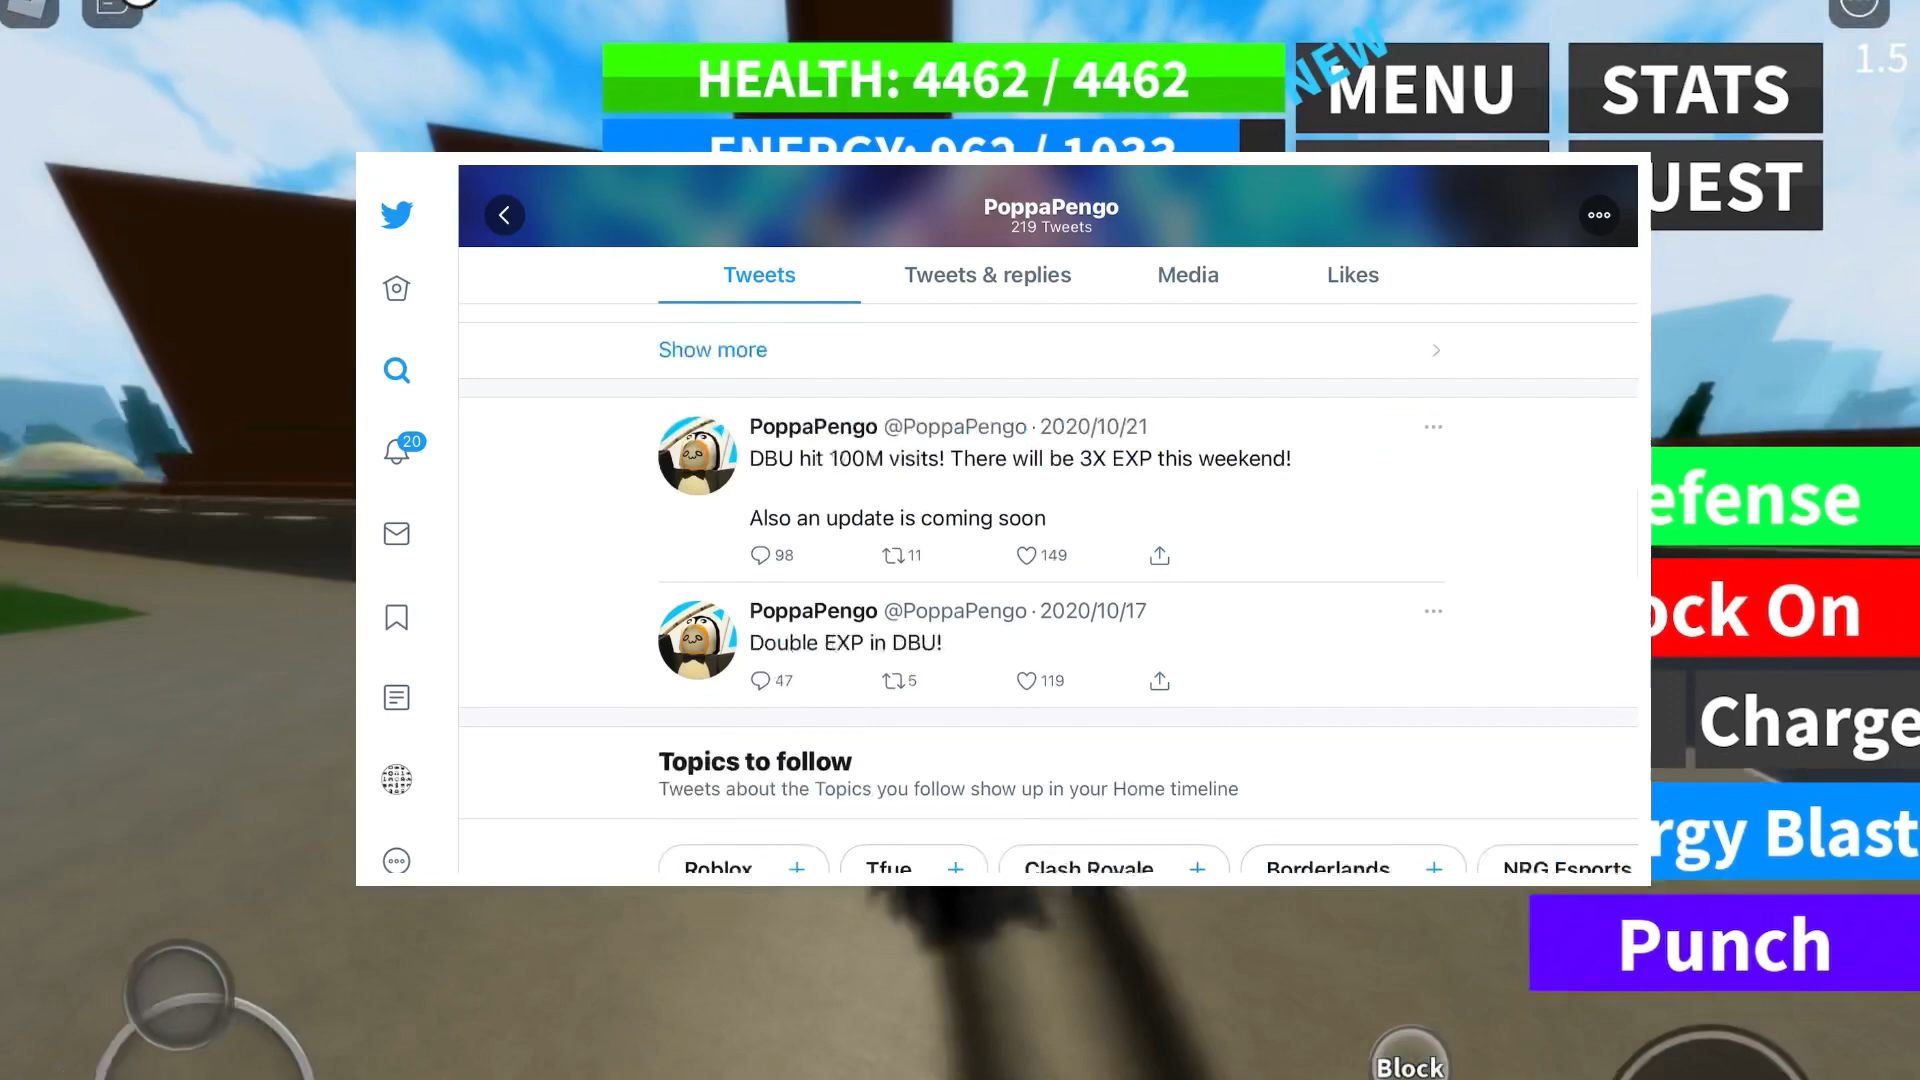 HEALTH: 4462 / 4462
NEW
MENU
STATS
1.5
ENERGY: 962 / 1033
UEST
PoppaPengo
219 Tweets
Tweets
Tweets & replies
Media
Likes
Show more
20
PoppaPengo @PoppaPengo · 2020/10/21
DBU hit 100M visits! There will be 3X EXP this weekend!
Also an update is coming soon
98
11
149
efense
PoppaPengo @PoppaPengo · 2020/10/17
Double EXP in DBU!
47
5
119
ock On
Charge
Topics to follow
Tweets about the Topics you follow show up in your Home timeline
rgy Blast
Roblox
Tfue
Clash Royale
Borderlands
NRG Esports
Punch
Block